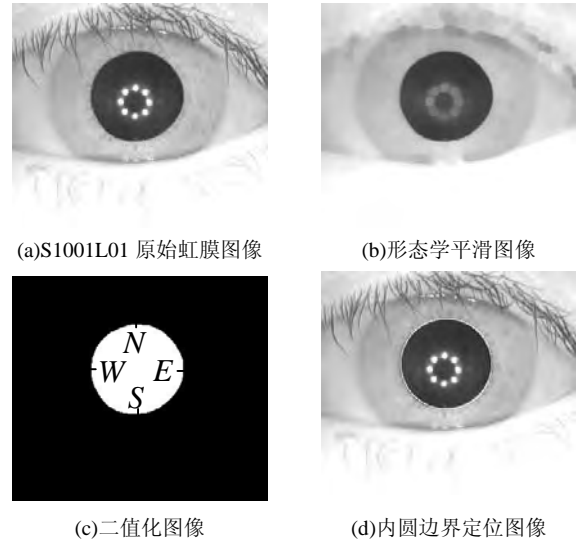 (a)S1001L01 原始虹膜图像
(b)形态学平滑图像
N
W E
S
(c)二值化图像
(d)内圆边界定位图像